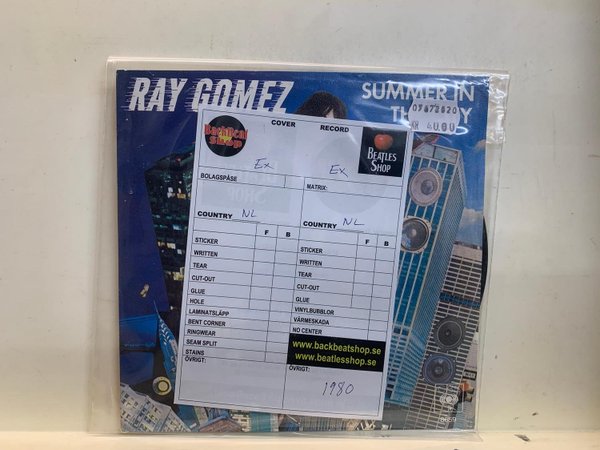 RAY GOMEZ
SUMMER IN
07672820
KR 40.00
COVER
RECORD
BackBeat
Shop
BEATLES
SHOP
Ex
Ex
BOLAGSPÅSE
MATRIX:
COUNTRY NL
COUNTRY NL
F B
F B
STICKER
WRITTEN
TEAR
CUT-OUT
GLUE
HOLE
LAMINATSLÄPP
BENT CORNER
RINGWEAR
SEAM SPLIT
STAINS
ÖVRIGT:
STICKER
WRITTEN
TEAR
CUT-OUT
GLUE
VINYLBUBBLOR
VÄRMESKADA
NO CENTER
www.backbeatshop.se
www.beatlesshop.se
ÖVRIGT:
1980